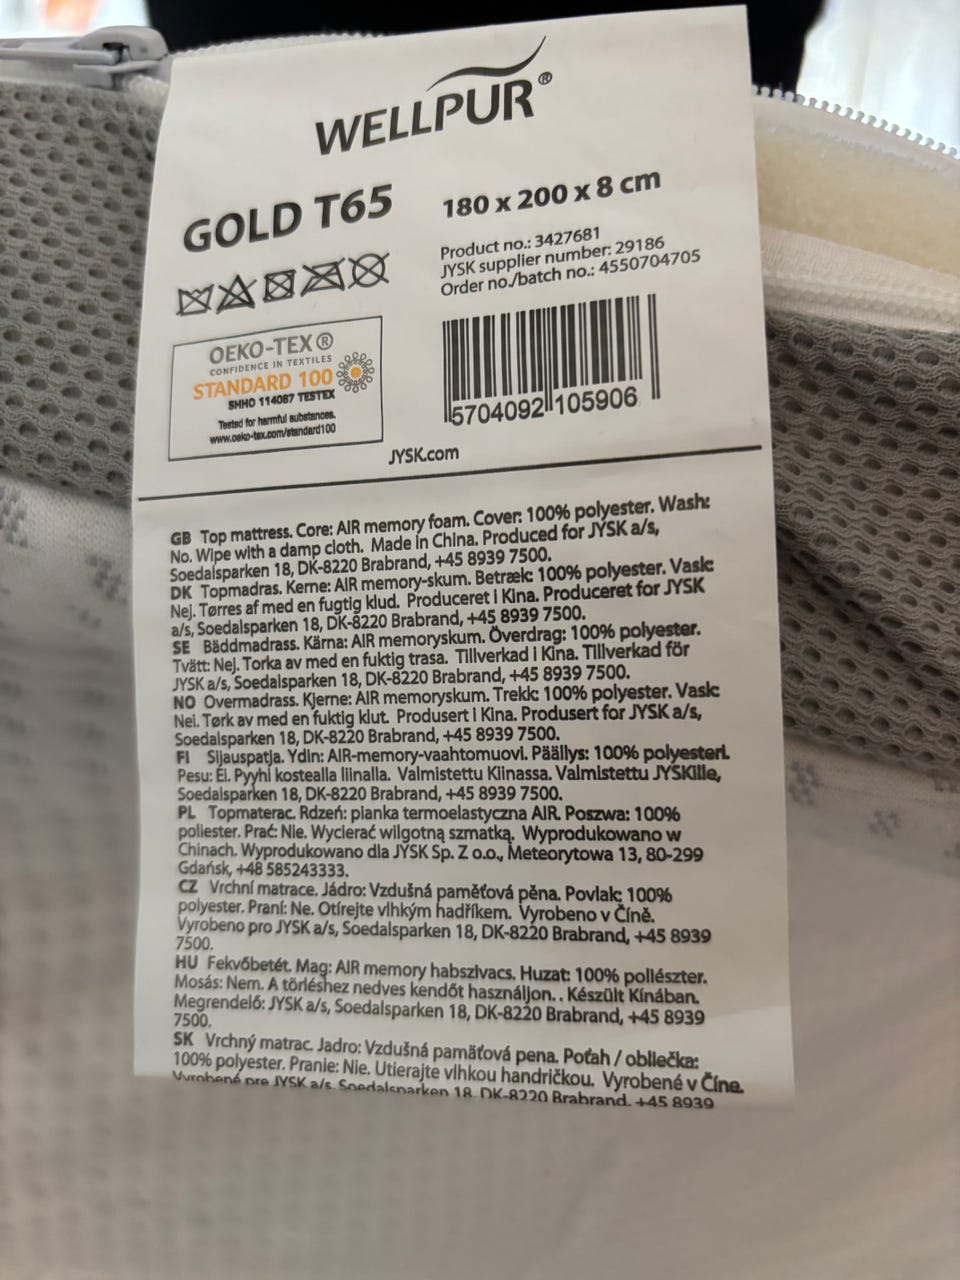 WELLPUR®
GOLD T65
180 x 200 x 8 cm
Product no.: 3427681
JYSK supplier number: 29186
Order no./batch no.: 4550704705
OEKO-TEX ®
CONFIDENCE IN TEXTILES
STANDARD 100
SHHO 114087 TESTEX
Tested for harmful substances.
www.oeko-tex.com/standard100
5704092 105906
JYSK.com
GB Top mattress. Core: AIR memory foam. Cover: 100% polyester. Wash:
No. Wipe with a damp cloth. Made in China. Produced for JYSK a/s,
Soedalsparken 18, DK-8220 Brabrand, +45 8939 7500.
DK Topmadras. Kerne: AIR memory-skum. Betræk: 100% polyester. Vask:
Nej. Tørres af med en fugtig klud. Produceret i Kina. Produceret for JYSK
a/s, Soedalsparken 18, DK-8220 Brabrand, +45 8939 7500.
SE Bäddmadrass. Kärna: AIR memoryskum. Överdrag: 100% polyester.
Tvätt: Nej. Torka av med en fuktig trasa. Tillverkad i Kina. Tillverkad för
JYSK a/s, Soedalsparken 18, DK-8220 Brabrand, +45 8939 7500.
NO Overmadrass. Kjerne: AIR memoryskum. Trekk: 100% polyester. Vask:
Nei. Tørk av med en fuktig klut. Produsert i Kina. Produsert for JYSK a/s,
Soedalsparken 18, DK-8220 Brabrand, +45 8939 7500.
FI Sijauspatja. Ydin: AIR-memory-vaahtomuovi. Päällys: 100% polyesteri.
Pesu: Ei. Pyyhi kostealla liinalla. Valmistettu Kiinassa. Valmistettu JYSKille,
Soedalsparken 18, DK-8220 Brabrand, +45 8939 7500.
PL Topmaterac. Rdzeń: pianka termoelastyczna AIR. Poszwa: 100%
poliester. Prać: Nie. Wycierać wilgotną szmatką. Wyprodukowano w
Chinach. Wyprodukowano dla JYSK Sp. Z o.o., Meteorytowa 13, 80-299
Gdańsk, +48 585243333.
CZ Vrchní matrace. Jádro: Vzdušná paměťová pěna. Povlak: 100%
polyester. Praní: Ne. Otírejte vlhkým hadříkem. Vyrobeno v Číně.
Vyrobeno pro JYSK a/s, Soedalsparken 18, DK-8220 Brabrand, +45 8939
7500.
HU Fekvőbetét. Mag: AIR memory habszivacs. Huzat: 100% poliészter.
Mosás: Nem. A törléshez nedves kendőt használjon. . Készült Kínában.
Megrendelő: JYSK a/s, Soedalsparken 18, DK-8220 Brabrand, +45 8939
7500.
SK Vrchný matrac. Jadro: Vzdušná pamäťová pena. Poťah / obliečka:
100% polyester. Pranie: Nie. Utierajte vlhkou handričkou. Vyrobené v Číne.
Vyrobené pre JYSK a/s, Soedalsparken 18, DK-8220 Brabrand, +45 8939